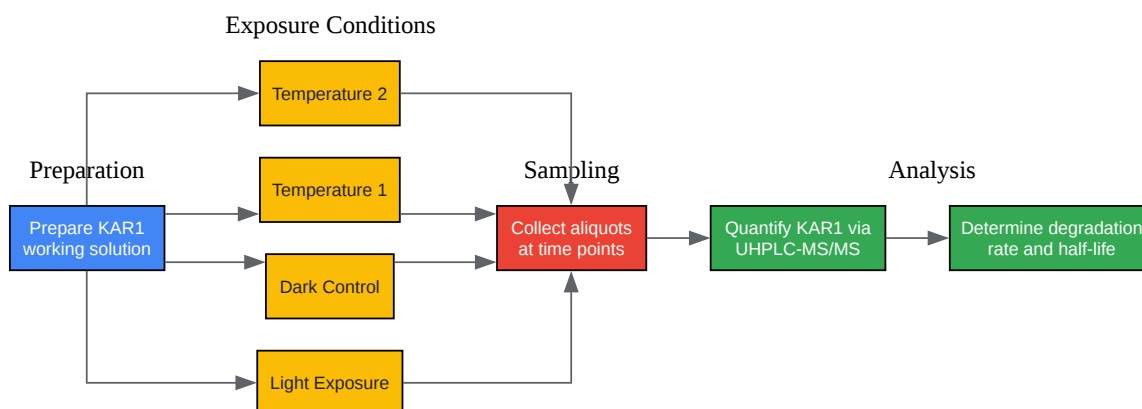 Exposure Conditions
Temperature 2
Preparation
Temperature 1
Sampling
Analysis
Prepare KAR1
working solution
Collect aliquots
at time points
Quantify KAR1 via
UHPLC-MS/MS
Determine degradation
rate and half-life
Dark Control
Light Exposure